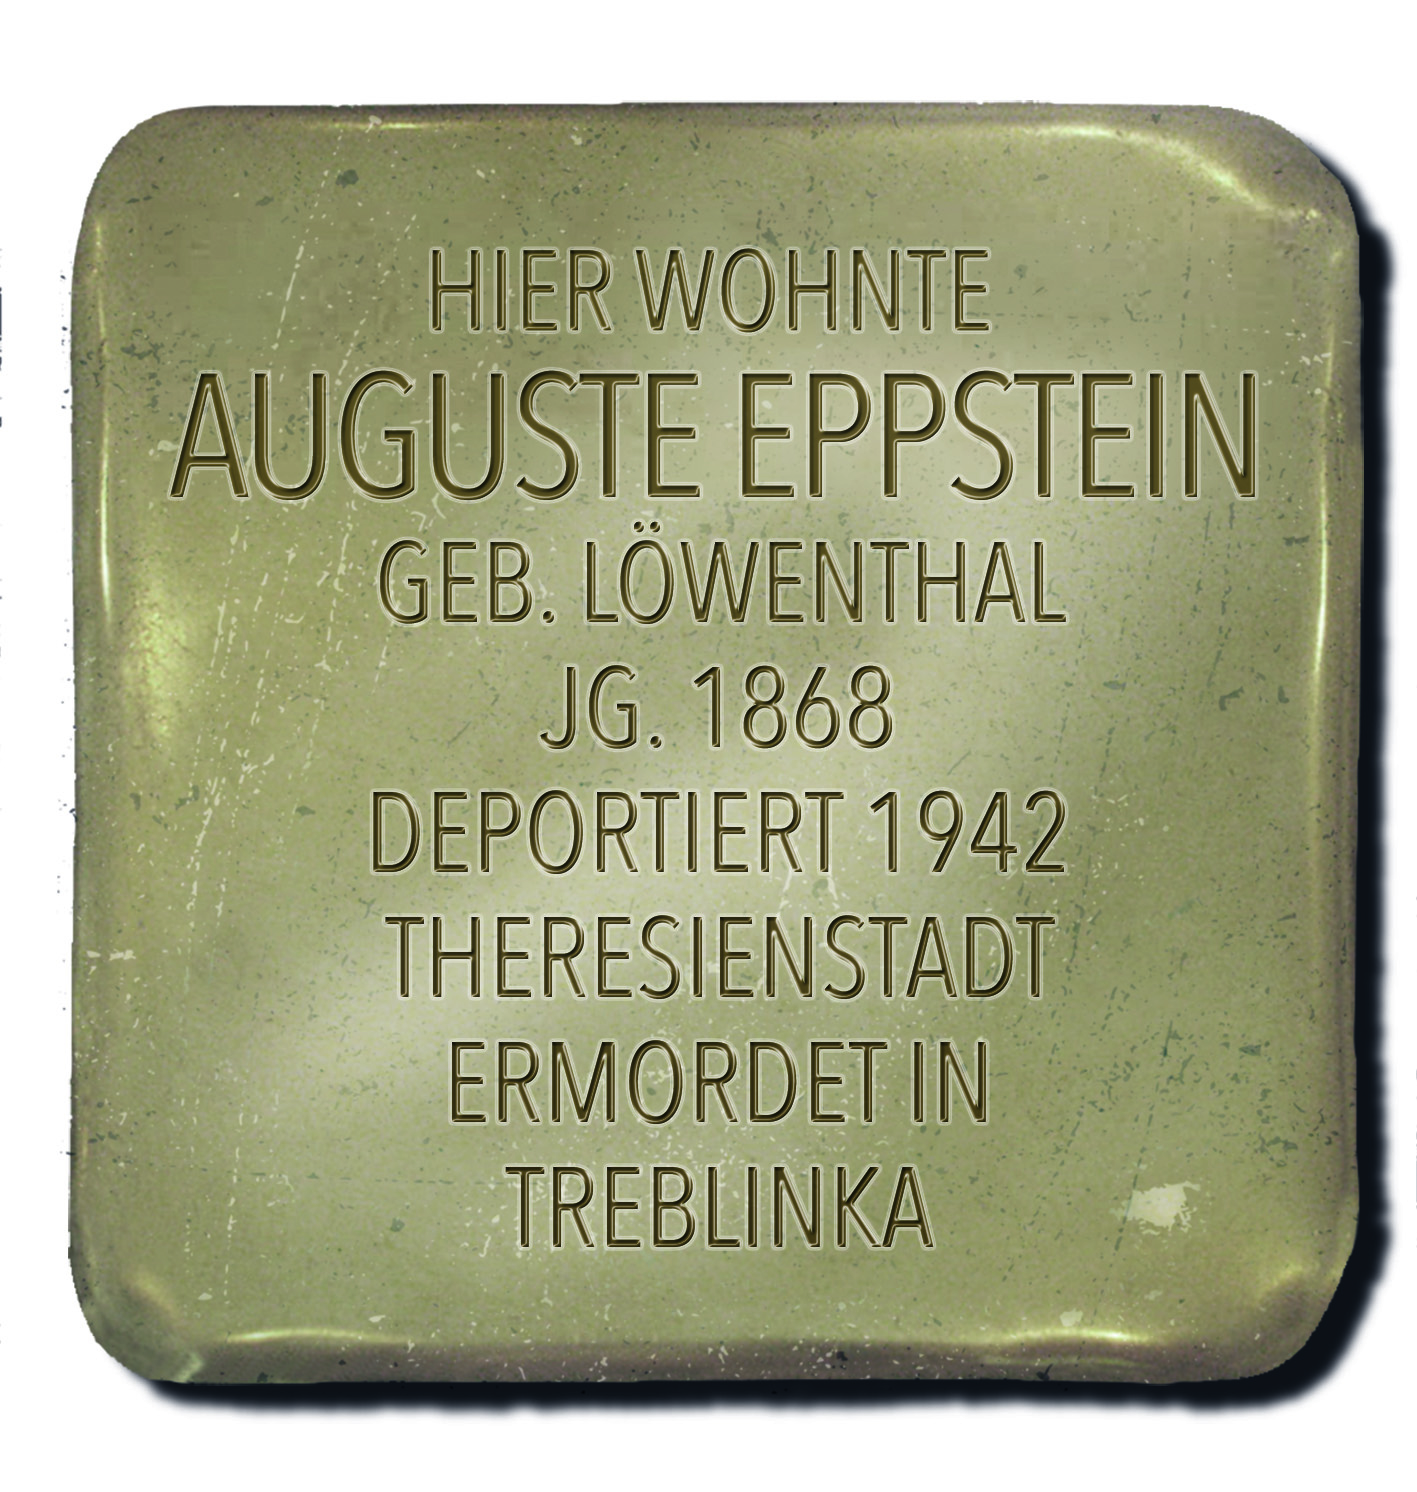 HIER WOHNTE
AUGUSTE EPPSTEIN
GEB. LÖWENTHAL
JG. 1868
DEPORTIERT 1942
THERESIENSTADT
ERMORDET IN
TREBLINKA